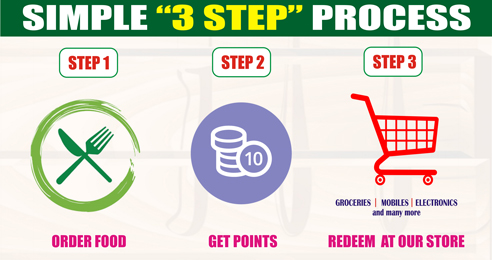 SIMPLE “3 STEP” PROCESS
STEP 1
STEP 2
STEP 3
10
GROCERIES | MOBILES | ELECTRONICS
and many more
ORDER FOOD
GET POINTS
REDEEM AT OUR STORE